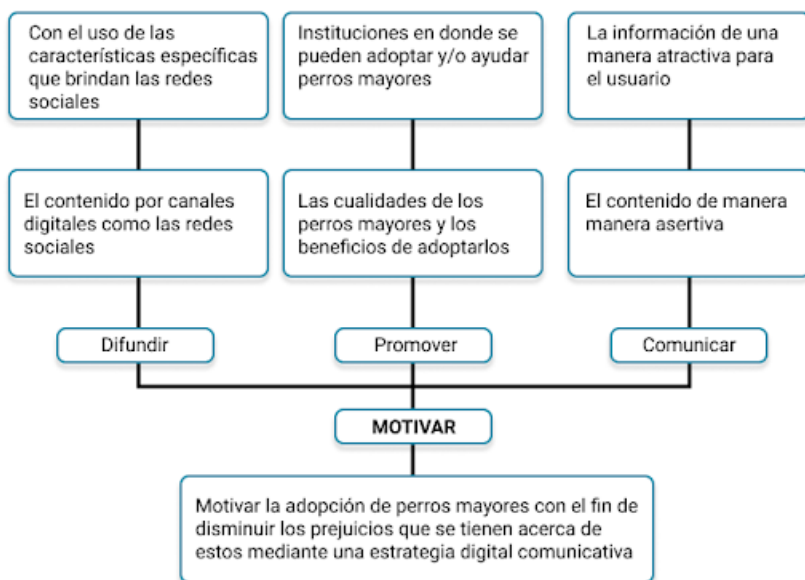 Con el uso de las
características específicas
que brindan las redes
sociales
Instituciones en donde se
pueden adoptar y/o ayudar
perros mayores
La información de una
manera atractiva para
el usuario
El contenido por canales
digitales como las redes
sociales
Las cualidades de los
perros mayores y los
beneficios de adoptarlos
El contenido de manera
manera asertiva
Difundir
Promover
Comunicar
MOTIVAR
Motivar la adopción de perros mayores con el fin de
disminuir los prejuicios que se tienen acerca de
estos mediante una estrategia digital comunicativa